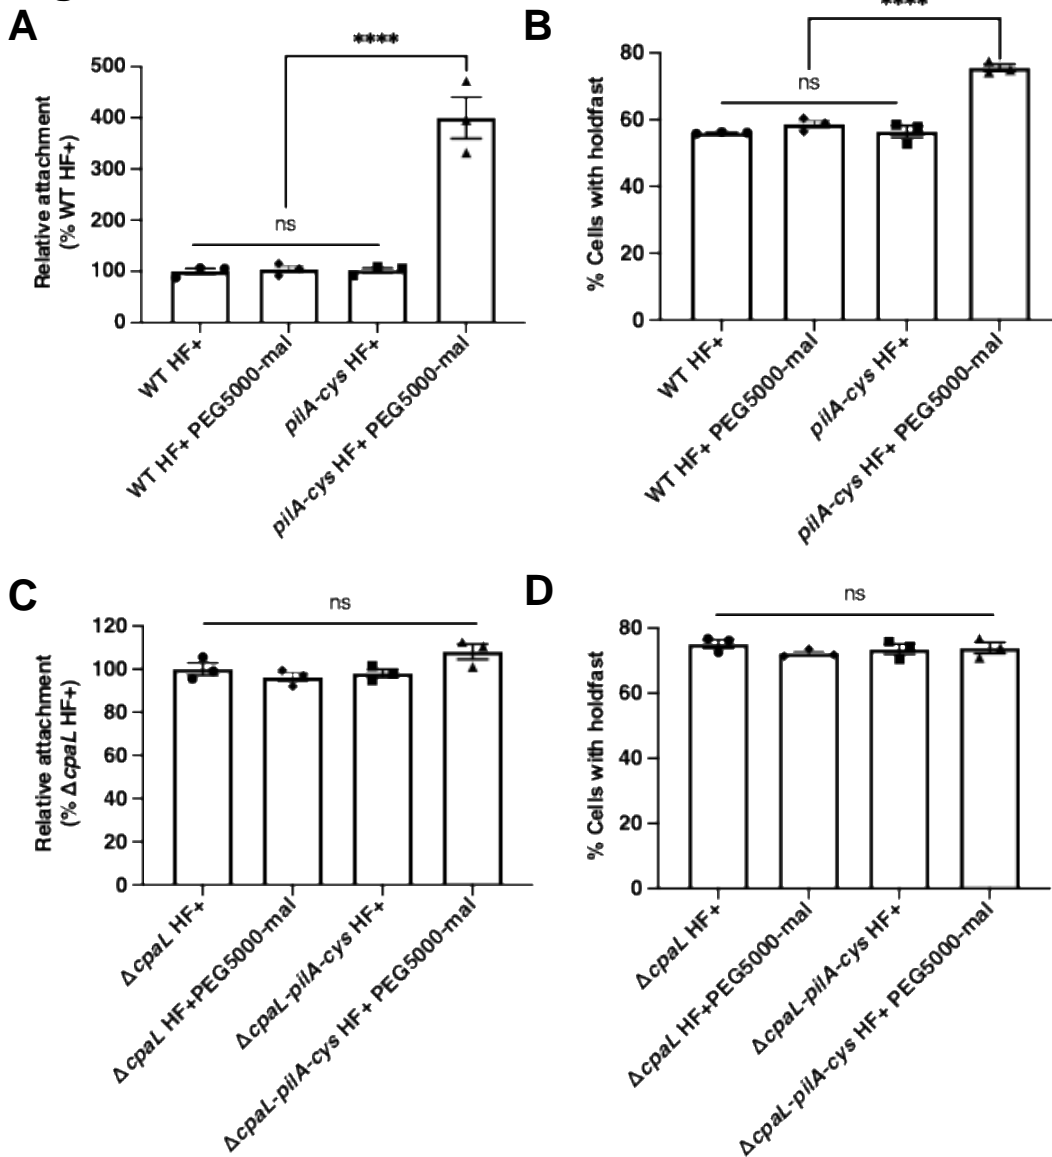 A
****
500
400
300
200
100
0
Relative attachment
(% WT HF+)
ns
WT HF+
WT HF+ PEG5000-mal
pilA-cys HF+
pilA-cys HF+ PEG5000-mal
B
****
80
60
40
20
0
% Cells with holdfast
ns
WT HF+
WT HF+ PEG5000-mal
pilA-cys HF+
pilA-cys HF+ PEG5000-mal
C
ns
120
100
80
60
40
20
0
Relative attachment
(% ΔcpaL HF+)
ΔcpaL HF+
ΔcpaL HF+PEG5000-mal
ΔcpaL-pilA-cys HF+
ΔcpaL-pilA-cys HF+ PEG5000-mal
D
ns
80
60
40
20
0
% Cells with holdfast
ΔcpaL HF+
ΔcpaL HF+PEG5000-mal
ΔcpaL-pilA-cys HF+
ΔcpaL-pilA-cys HF+ PEG5000-mal